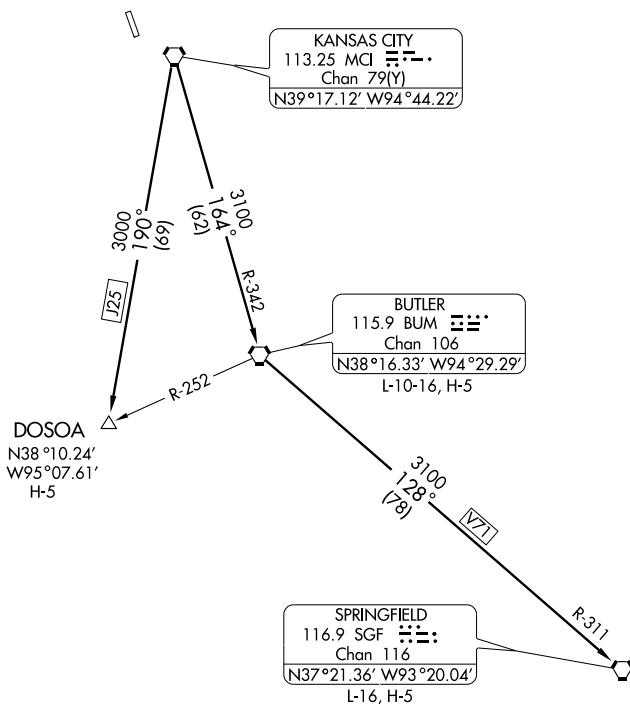 KANSAS CITY
113.25 MCI
Chan 79(Y)
N39°17.12' W94°44.22'
3000
190°
(69)
J25
3100
164°
(62)
R-342
BUTLER
115.9 BUM
Chan 106
N38°16.33' W94°29.29'
L-10-16, H-5
R-252
DOSOA
N38°10.24'
W95°07.61'
H-5
3100
128°
(78)
V71
R-311
SPRINGFIELD
116.9 SGF
Chan 116
N37°21.36' W93°20.04'
L-16, H-5